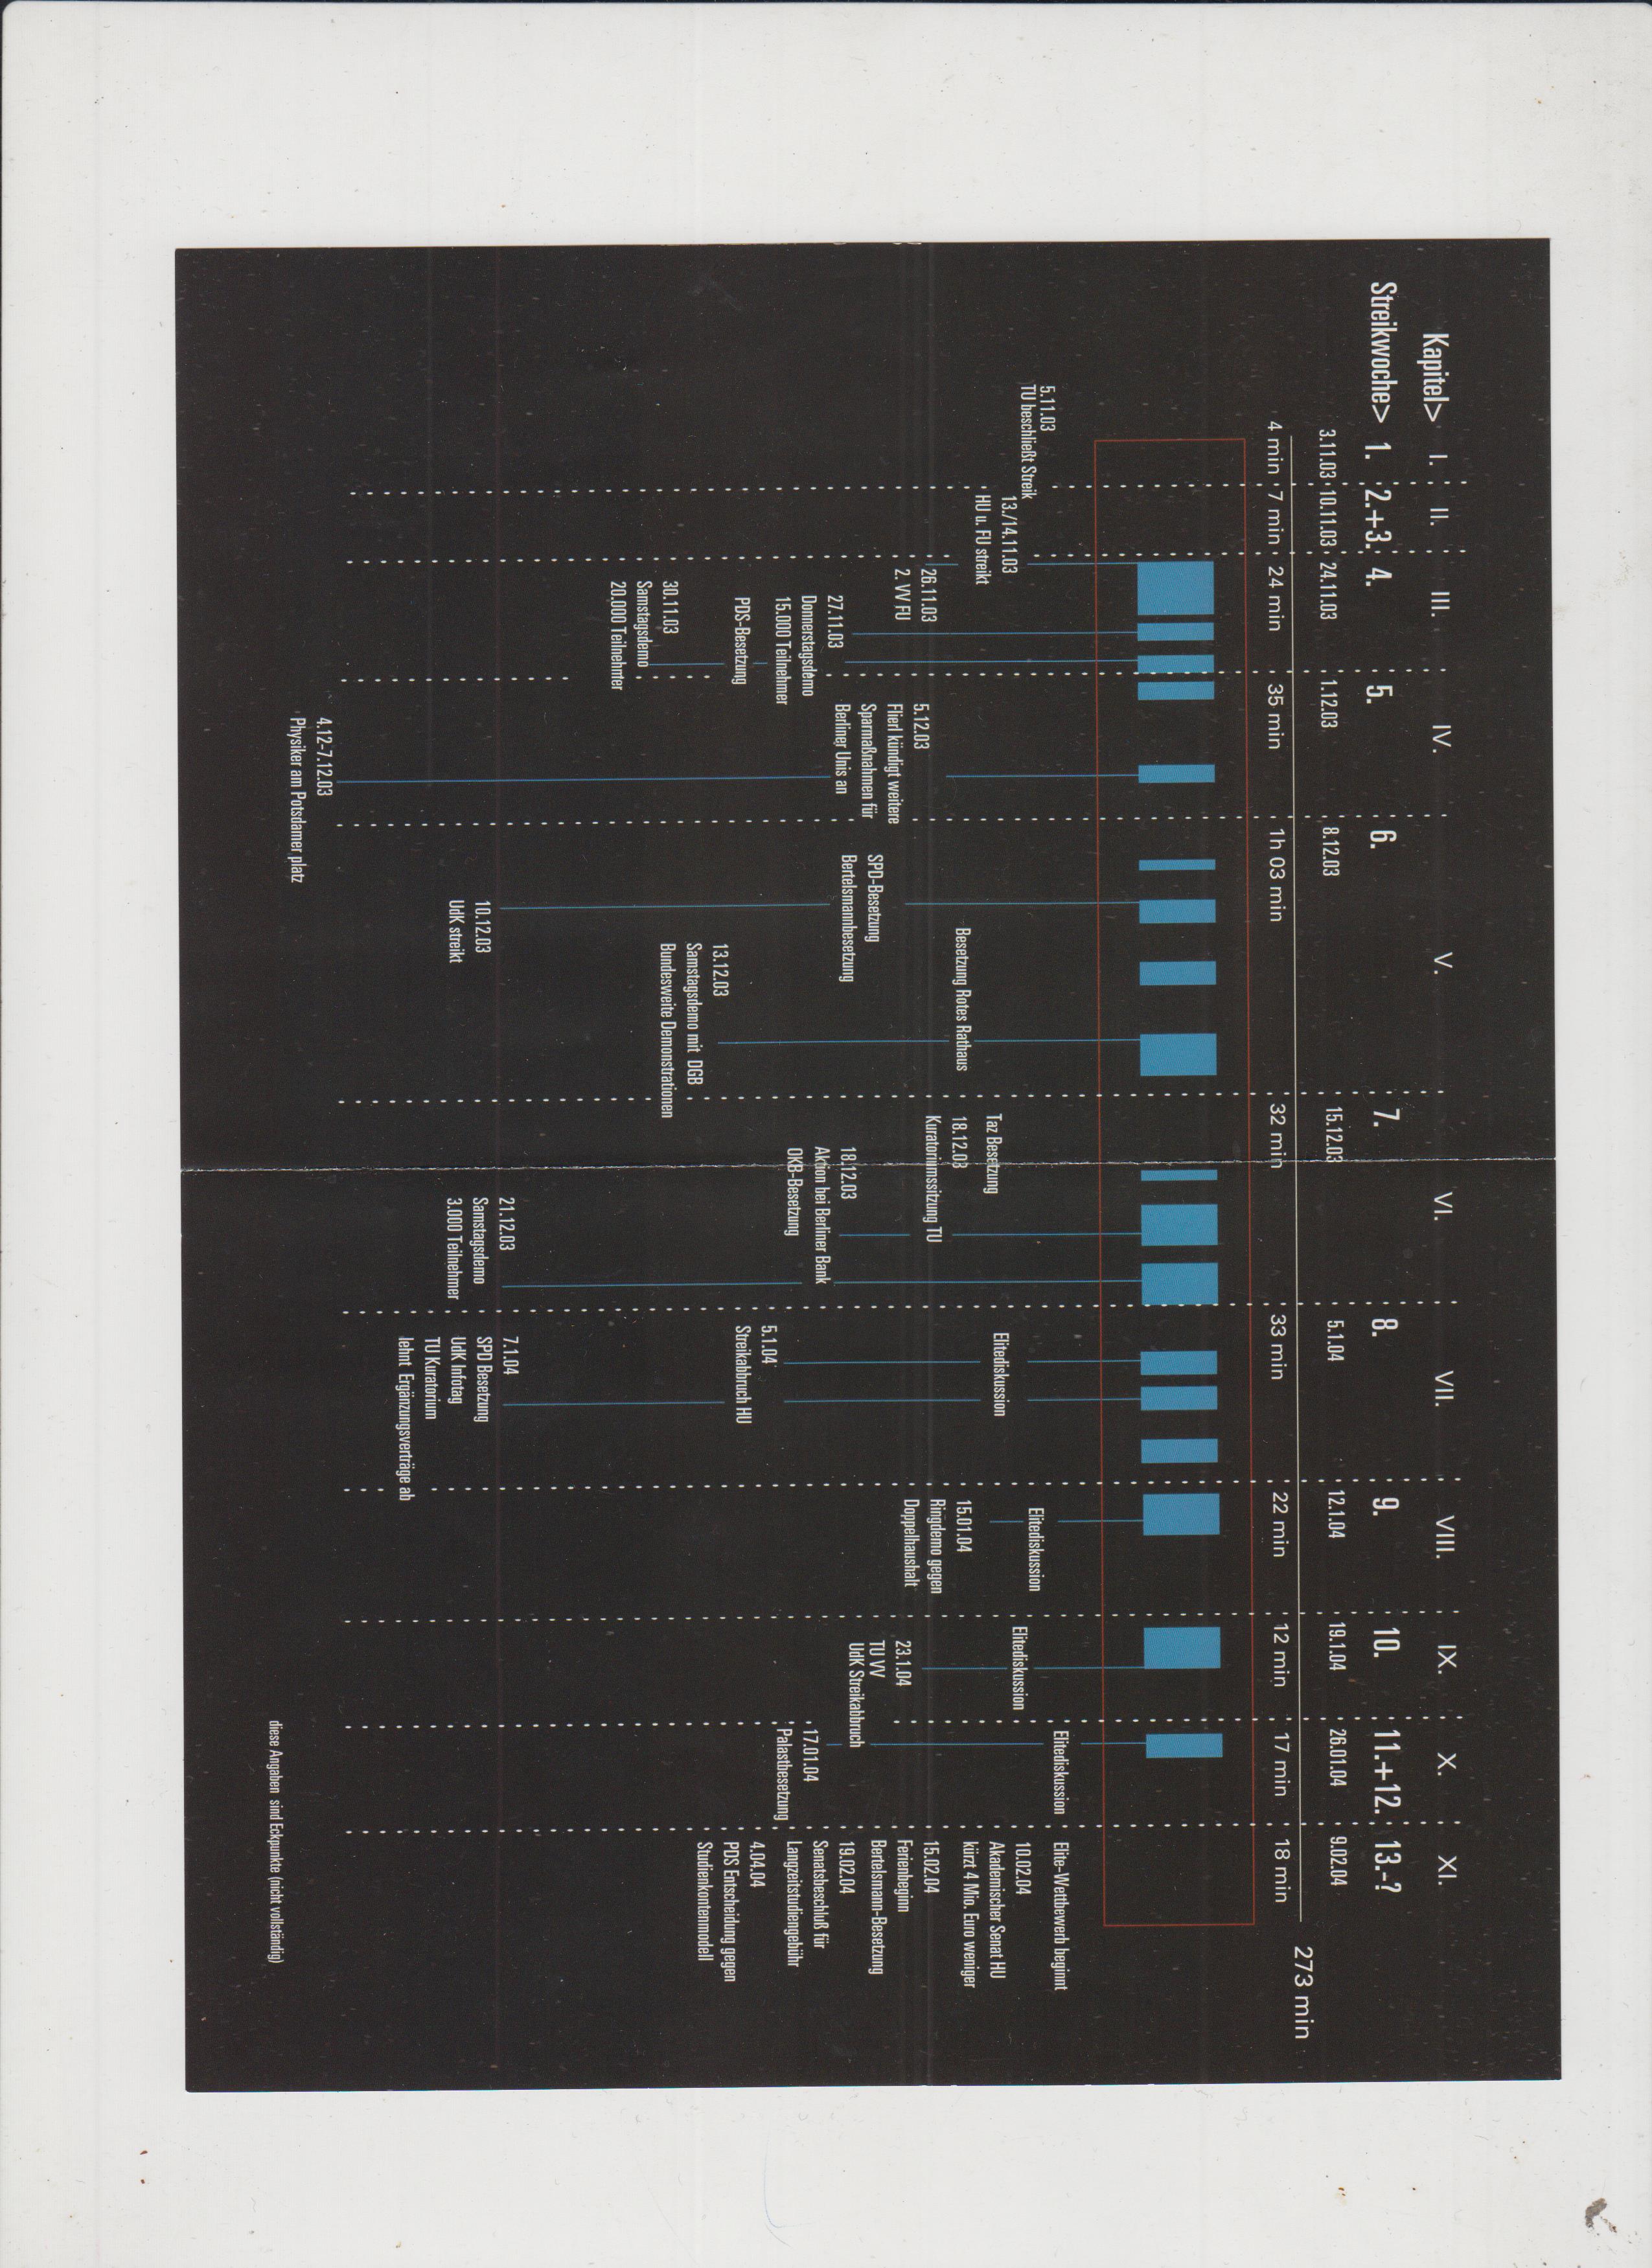 Kapitel> I. II. III. IV. V. VI. VII. VIII. IX. X. XI.
Streikwoche> 1. 2.+3. 4. 5. 6. 7. 8. 9. 10. 11.+12. 13.-?
3.11.03 10.11.03 24.11.03 1.12.03 8.12.03 15.12.03 5.1.04 12.1.04 19.1.04 26.01.04 9.02.04
273 min
4 min 7 min 24 min 35 min 1h 03 min 32 min 33 min 22 min 12 min 17 min 18 min
5.11.03
TU beschließt Streik
13./14.11.03
HU u. FU streikt
26.11.03
2. VV FU
27.11.03
Donnerstagsdemo
15.000 Teilnehmer
PDS-Besetzung
30.11.03
Samstagsdemo
20.000 Teilnehmter
5.12.03
Flierl kündigt weitere
Sparmaßnahmen für
Berliner Unis an
4.12-7.12.03
Physiker am Potsdamer platz
SPD-Besetzung
Bertelsmannbesetzung
10.12.03
UdK streikt
Besetzung Rotes Rathaus
13.12.03
Samstagsdemo mit DGB
Bundesweite Demonstrationen
Taz Besetzung
18.12.03
Kuratoriumssitzung TU
18.12.03
Aktion bei Berliner Bank
OKB-Besetzung
21.12.03
Samstagsdemo
3.000 Teilnehmer
Elitediskussion
5.1.04
Streikabbruch HU
7.1.04
SPD Besetzung
UdK Infotag
TU Kuratorium
lehnt Ergänzungsverträge ab
Elitediskussion
15.01.04
Ringdemo gegen
Doppelhaushalt
Elitediskussion
23.1.04
TU VV
UdK Streikabbruch
Elitediskussion
17.01.04
Palastbesetzung
Elite-Wettbewerb beginnt
10.02.04
Akademischer Senat HU
kürzt 4 Mio. Euro weniger
15.02.04
Ferienbeginn
Bertelsmann-Besetzung
19.02.04
Senatsbeschluß für
Langzeitstudiengebühr
4.04.04
PDS Entscheidung gegen
Studienkontenmodell
diese Angaben sind Eckpunkte (nicht vollständig)